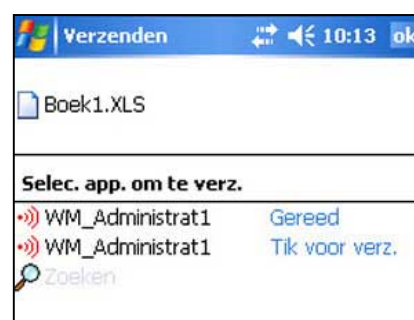 Verzenden 10:13 ok
Boek1.XLS
Selec. app. om te verz.
WM_Administrat1 Gereed
WM_Administrat1 Tik voor verz.
Zoeken